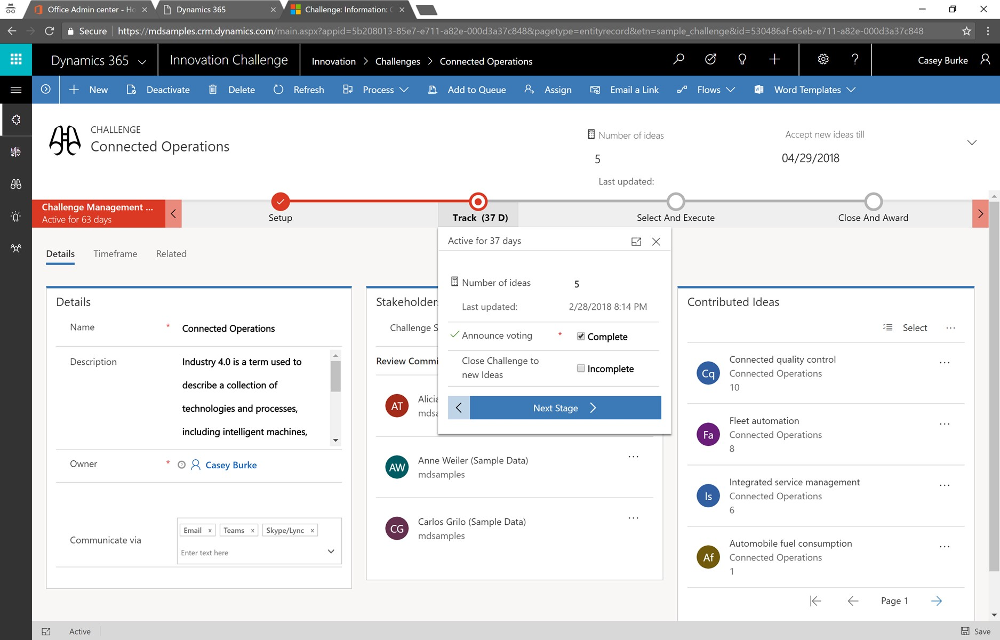 Office Admin center - Ho
Dynamics 365
Challenge: Information: C
Secure
https://mdsamples.crm.dynamics.com/main.aspx?appid=5b208013-85e7-e711-a82e-000d3a37c848&pagetype=entityrecord&etn=sample_challenge&id=530486af-65eb-e711-a82e-000d3a37c848
Dynamics 365
Innovation Challenge
Innovation > Challenges > Connected Operations
Casey Burke
New
Deactivate
Delete
Refresh
Process
Add to Queue
Assign
Email a Link
Flows
Word Templates
CHALLENGE
Connected Operations
Number of ideas
5
Last updated:
Accept new ideas till
04/29/2018
Challenge Management ...
Active for 63 days
Setup
Track (37 D)
Select And Execute
Close And Award
Active for 37 days
Number of ideas 5
Last updated: 2/28/2018 8:14 PM
Announce voting * Complete
Close Challenge to
new Ideas
Incomplete
Next Stage
Details
Timeframe
Related
Details
Name * Connected Operations
Description
Industry 4.0 is a term used to
describe a collection of
technologies and processes,
including intelligent machines,
Owner * Casey Burke
Communicate via
Email x
Teams x
Skype/Lync x
Enter text here
Stakeholder
Challenge S
Review Commi
AT
Alicia
mdsa
AW
Anne Weiler (Sample Data)
mdsamples
CG
Carlos Grilo (Sample Data)
mdsamples
Contributed Ideas
Select
Cq
Connected quality control
Connected Operations
10
Fa
Fleet automation
Connected Operations
8
Is
Integrated service management
Connected Operations
6
Af
Automobile fuel consumption
Connected Operations
1
Page 1
Active
Save